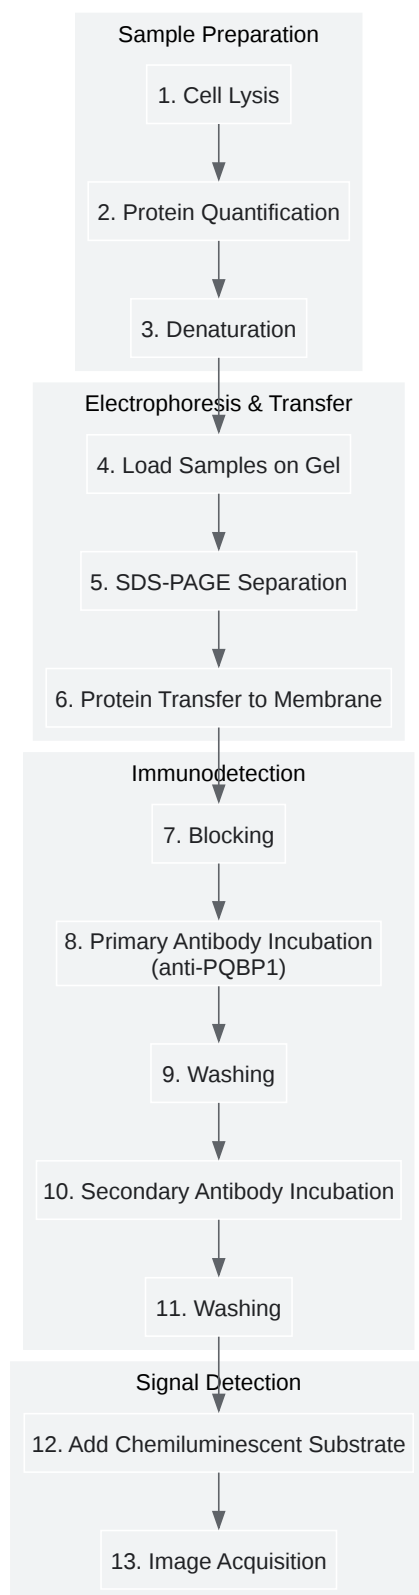 Sample Preparation
1. Cell Lysis
2. Protein Quantification
3. Denaturation
Electrophoresis & Transfer
4. Load Samples on Gel
5. SDS-PAGE Separation
6. Protein Transfer to Membrane
Immunodetection
7. Blocking
8. Primary Antibody Incubation
(anti-PQBP1)
9. Washing
10. Secondary Antibody Incubation
11. Washing
Signal Detection
12. Add Chemiluminescent Substrate
13. Image Acquisition